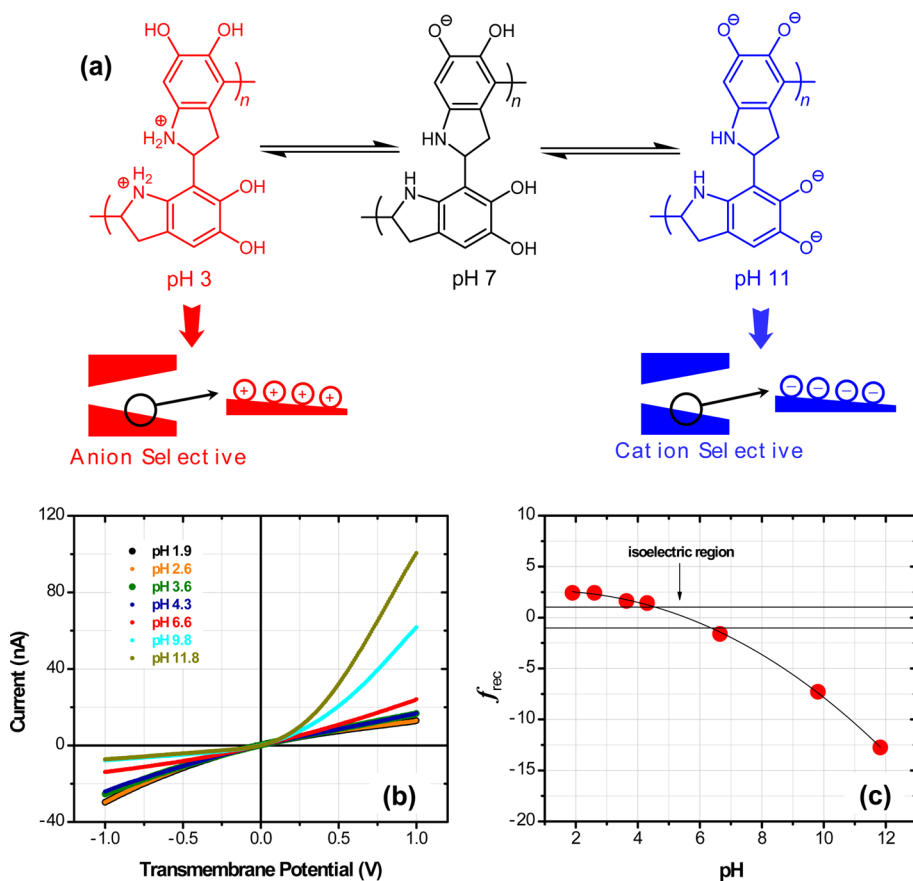 (a)
OH OH
O⊖ OH
O⊖ O⊖
n
n
n
⊕
H2N
HN
HN
⊕ H2
N
OH
H
N
OH
H
N
O⊖
OH
OH
O⊖
pH 3
pH 7
pH 11
+ + + +
− − − −
Anion Selective
Cation Selective
120
80
40
0
-40
Current (nA)
pH 1.9
pH 2.6
pH 3.6
pH 4.3
pH 6.6
pH 9.8
pH 11.8
(b)
-1.0 -0.5 0.0 0.5 1.0
Transmembrane Potential (V)
10
5
0
-5
-10
-15
-20
frec
isoelectric region
(c)
2 4 6 8 10 12
pH